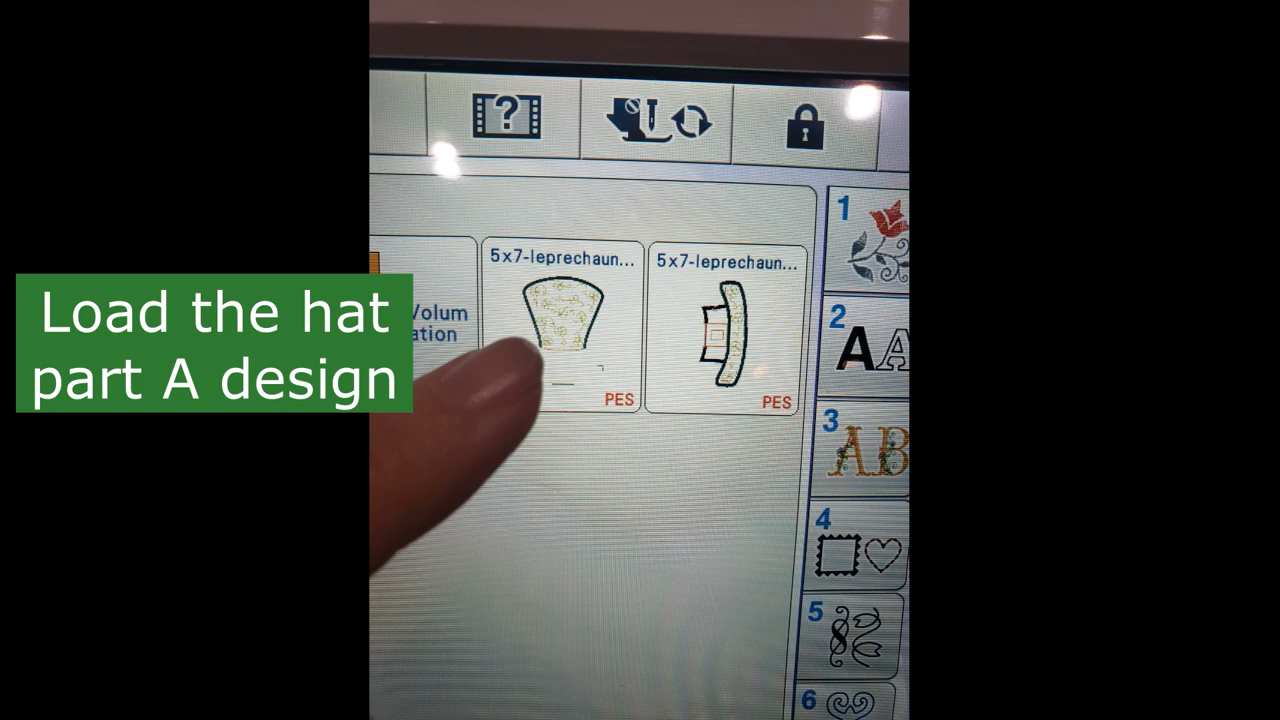 Load the hat
part A design
?
Volum
ation
5x7-leprechaun...
PES
5x7-leprechaun...
PES
1
2
AA
3
AB
4
5
6